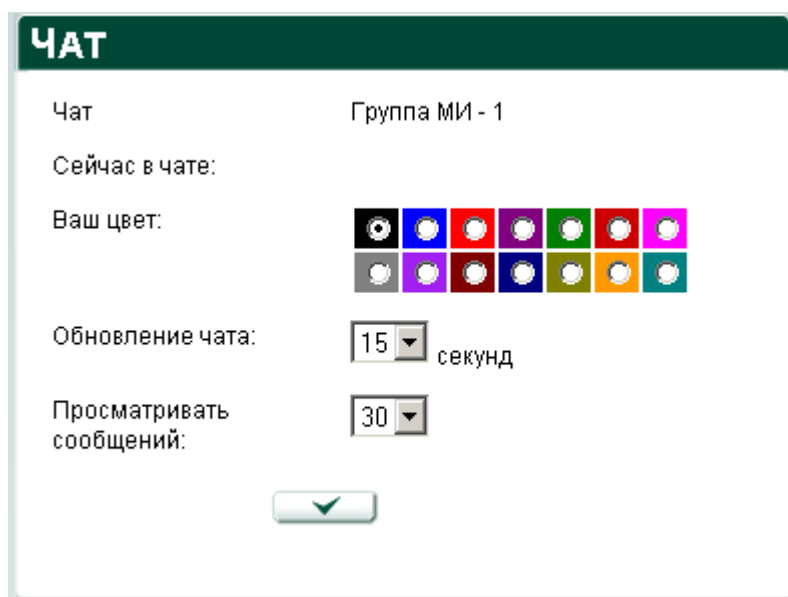 ЧАТ
Чат Группа МИ - 1
Сейчас в чате:
Ваш цвет:
Обновление чата: 15 секунд
Просматривать 30
сообщений: